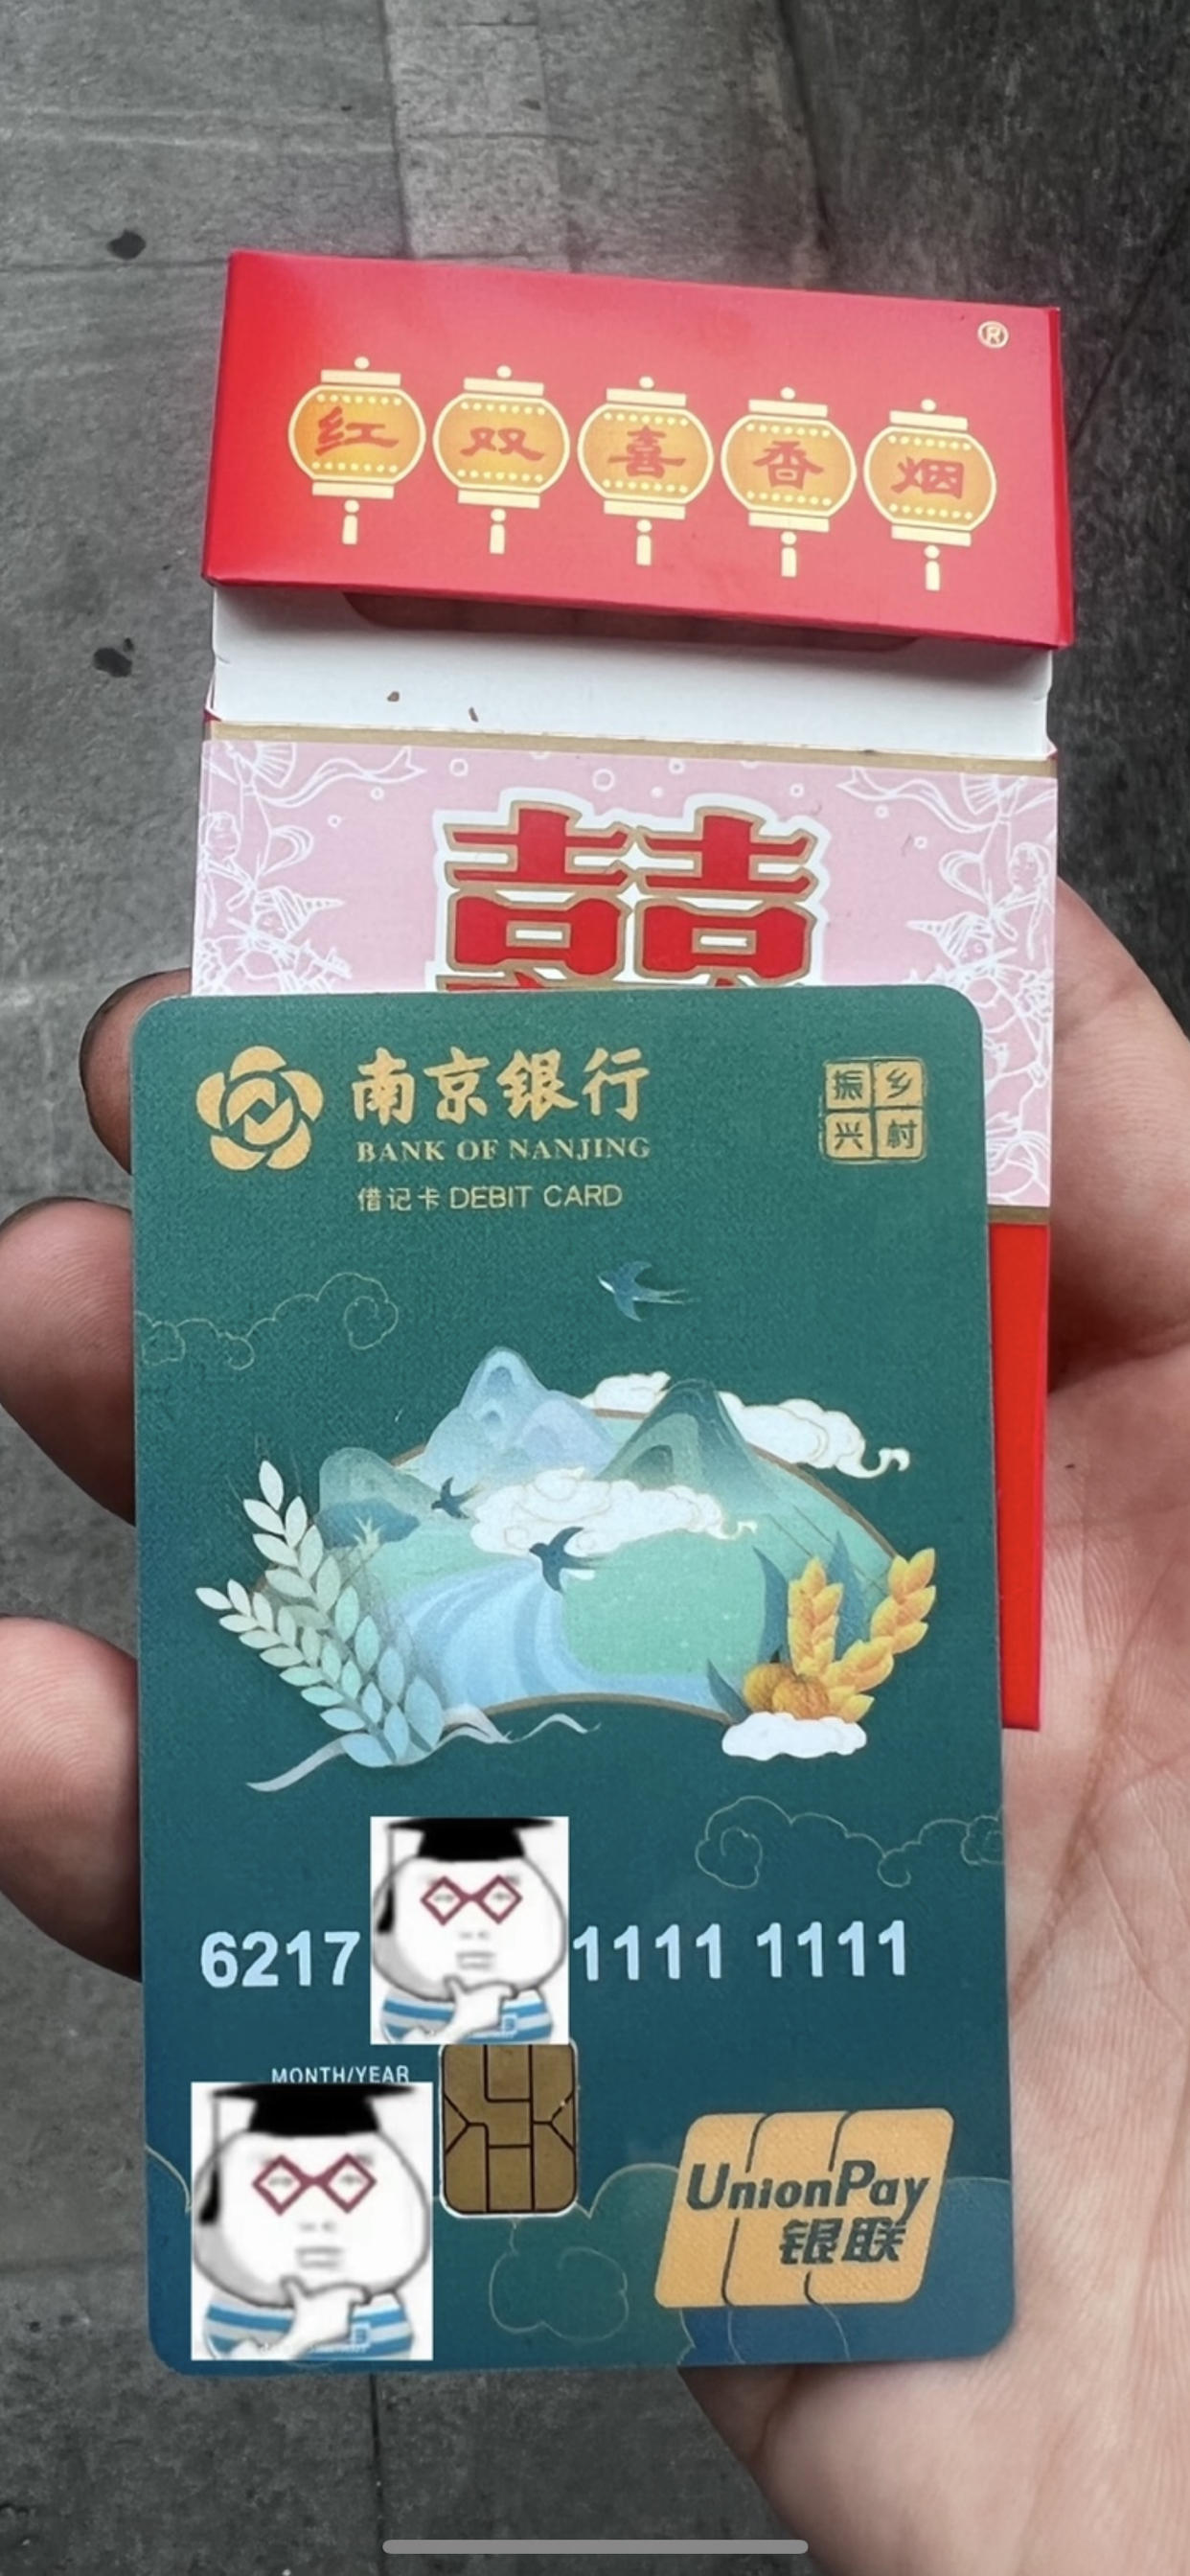 红双喜香烟
®
囍
南京银行
BANK OF NANJING
借记卡 DEBIT CARD
振乡
兴村
6217 1111 1111
MONTH/YEAR
UnionPay
银联